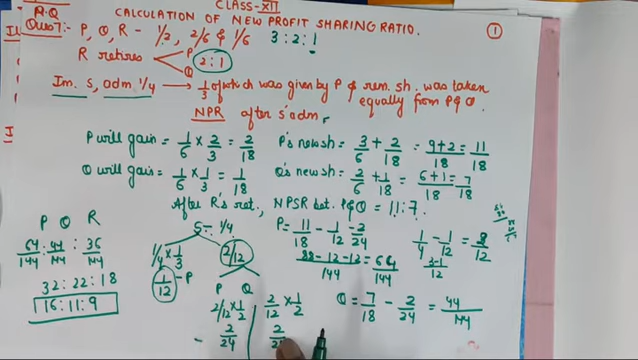 CLASS-XII
R.Q
CALCULATION OF NEW PROFIT SHARING RATIO.
Ques7:- P, Q, R - 1/2, 2/6 & 1/6 3:2:1
1
R retires P Q 2:1
Im. S, adm. 1/4 → 1/3 of which was given by P & rem. sh. was taken
equally from P & Q.
NPR after S' adm.
P will gain = 1/6 × 2/3 = 2/18 P's new sh = 3/6 + 2/18 = 9+2/18 = 11/18
Q will gain = 1/6 × 1/3 = 1/18 Q's new sh = 2/6 + 1/18 = 6+1/18 = 7/18
After R's ret., NPSR bet. P & Q = 11:7.
S - 1/4
1/4 × 1/3 2/12
1/12 - P
P Q
2/12 × 1/2 2/12 × 1/2
2/24
P = 11/18 - 1/12 - 2/24
-12-12/144 = 64/144
1/4 - 1/12 = 2/12
3-1/12
Q = 7/18 - 2/24 = 44/144
P Q R
64/144 : 44/144 : 36/144
32:22:18
16:11:9